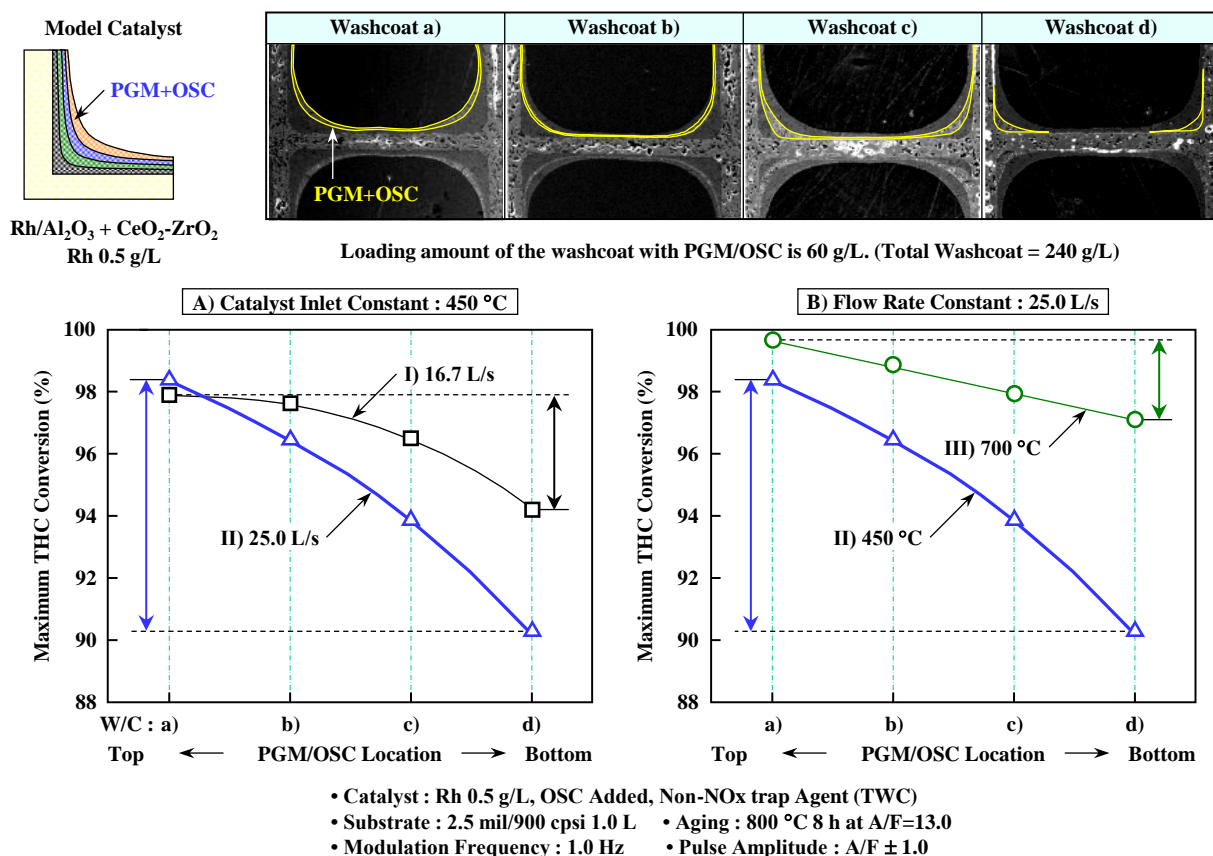 Model Catalyst
PGM+OSC
Rh/Al₂O₃ + CeO₂-ZrO₂
Rh 0.5 g/L
Washcoat a) Washcoat b) Washcoat c) Washcoat d)
PGM+OSC
Loading amount of the washcoat with PGM/OSC is 60 g/L. (Total Washcoat = 240 g/L)
A) Catalyst Inlet Constant : 450 °C
Maximum THC Conversion (%)
100
98
96
94
92
90
88
I) 16.7 L/s
II) 25.0 L/s
W/C : a) b) c) d)
Top ← PGM/OSC Location → Bottom
B) Flow Rate Constant : 25.0 L/s
Maximum THC Conversion (%)
100
98
96
94
92
90
88
III) 700 °C
II) 450 °C
a) b) c) d)
Top ← PGM/OSC Location → Bottom
• Catalyst : Rh 0.5 g/L, OSC Added, Non-NOx trap Agent (TWC)
• Substrate : 2.5 mil/900 cpsi 1.0 L • Aging : 800 °C 8 h at A/F=13.0
• Modulation Frequency : 1.0 Hz • Pulse Amplitude : A/F ± 1.0